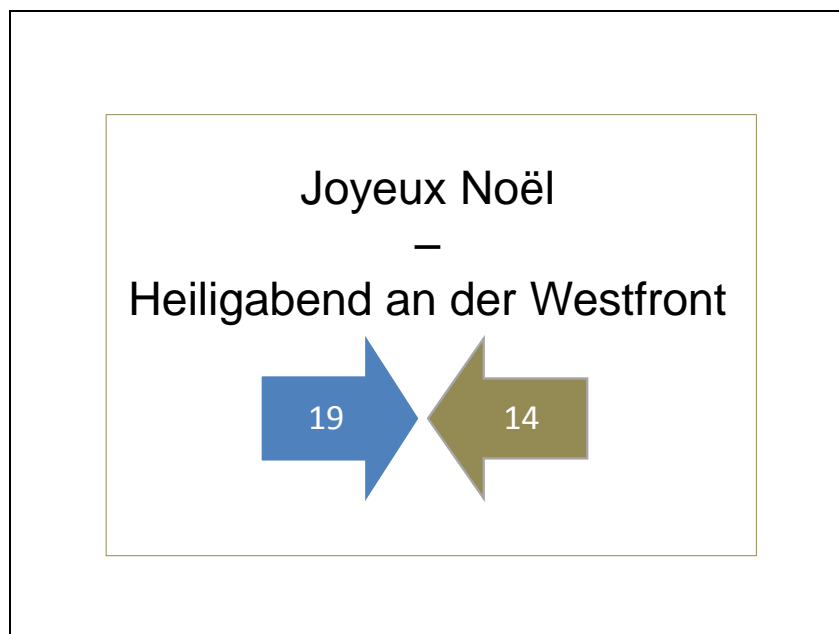 Joyeux Noël
–
Heiligabend an der Westfront
19 14